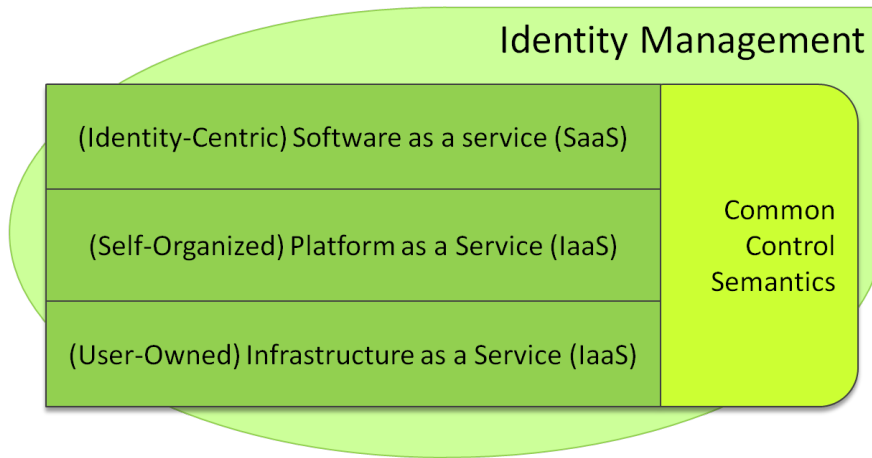 Identity Management
(Identity-Centric) Software as a service (SaaS)
(Self-Organized) Platform as a Service (IaaS)
(User-Owned) Infrastructure as a Service (IaaS)
Common
Control
Semantics